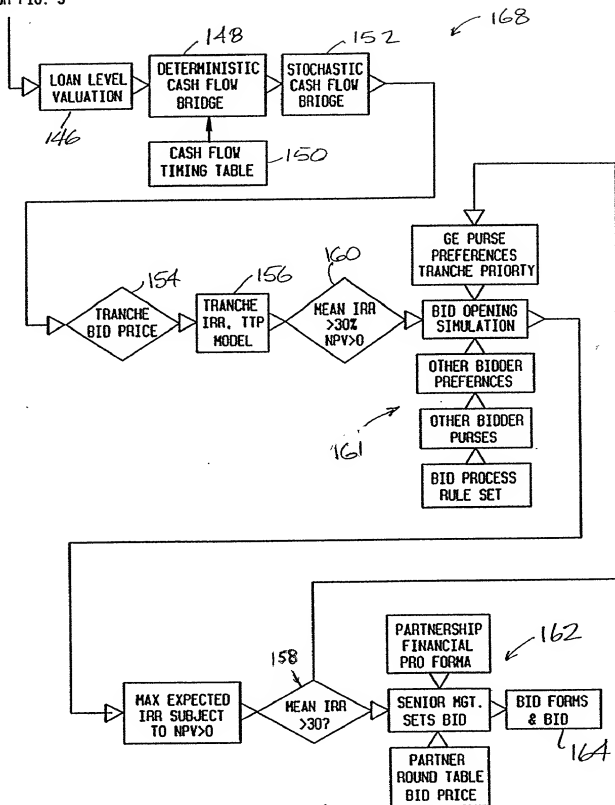 148
152
168
LOAN LEVEL
VALUATION
146
DETERMINISTIC
CASH FLOW
BRIDGE
STOCHASTIC
CASH FLOW
BRIDGE
CASH FLOW
TIMING TABLE
150
154
TRANCHE
BID PRICE
156
TRANCHE
IRR, TTP
MODEL
160
MEAN IRR
>30%
NPV>0
GE PURSE
PREFERENCES
TRANCHE PRIORTY
BID OPENING
SIMULATION
OTHER BIDDER
PREFERNCES
OTHER BIDDER
PURSES
BID PROCESS
RULE SET
161
MAX EXPECTED
IRR SUBJECT
TO NPV>0
158
MEAN IRR
>30?
PARTNERSHIP
FINANCIAL
PRO FORMA
162
SENIOR MGT.
SETS BID
BID FORMS
& BID
164
PARTNER
ROUND TABLE
BID PRICE